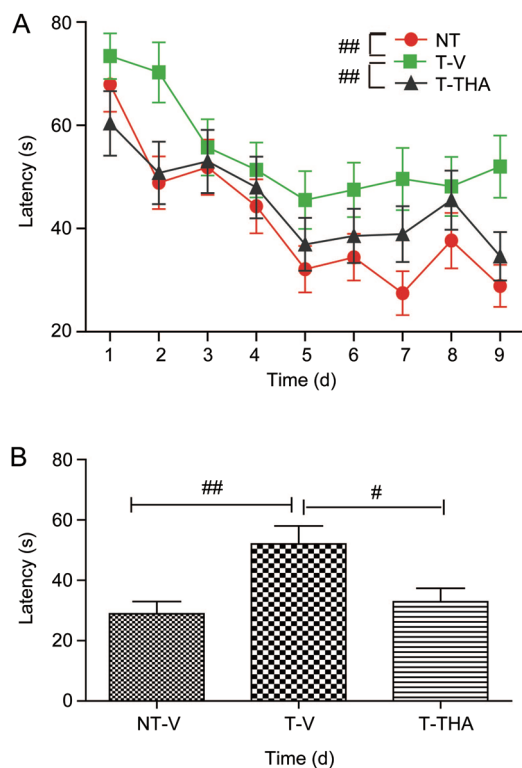 A
80
60
40
20
Latency (s)
## NT
T-V
## T-THA
1 2 3 4 5 6 7 8 9
Time (d)
B
80
60
40
20
0
Latency (s)
## #
NT-V T-V T-THA
Time (d)